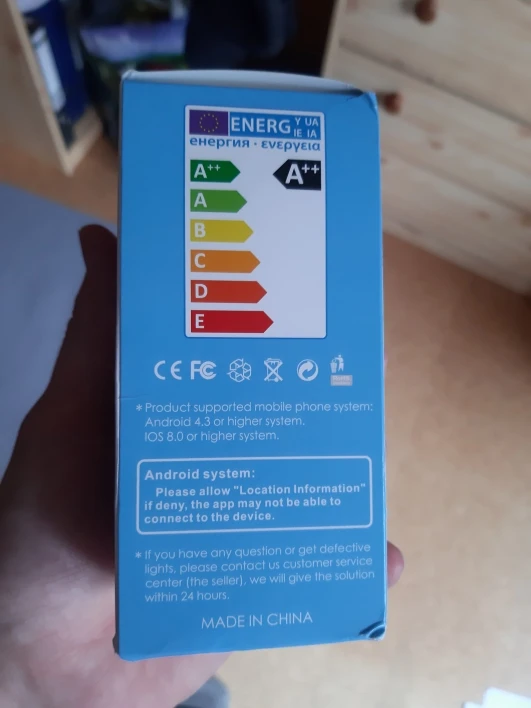 ENERG Y UA
IE IA
енергия · ενεργεια
A++ A++
A
B
C
D
E
CE FC
* Product supported mobile phone system:
Android 4.3 or higher system.
IOS 8.0 or higher system.
Android system:
Please allow "Location Information"
if deny, the app may not be able to
connect to the device.
* If you have any question or get defective
lights, please contact us customer service
center (the seller), we will give the solution
within 24 hours.
MADE IN CHINA